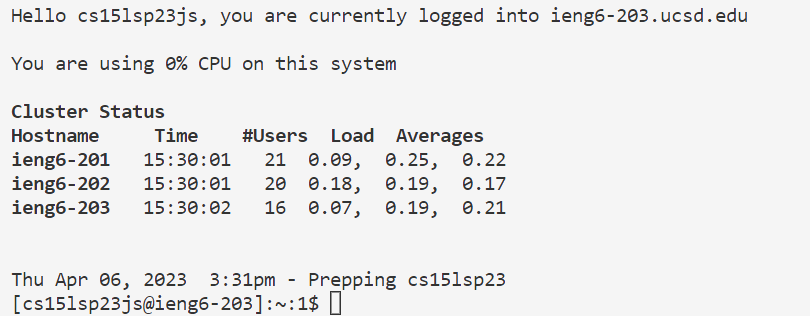 Hello cs15lsp23js, you are currently logged into ieng6-203.ucsd.edu
You are using 0% CPU on this system
Cluster Status
Hostname     Time    #Users  Load  Averages
ieng6-201   15:30:01   21  0.09,  0.25,  0.22
ieng6-202   15:30:01   20  0.18,  0.19,  0.17
ieng6-203   15:30:02   16  0.07,  0.19,  0.21
Thu Apr 06, 2023  3:31pm - Prepping cs15lsp23
[cs15lsp23js@ieng6-203]:~:1$